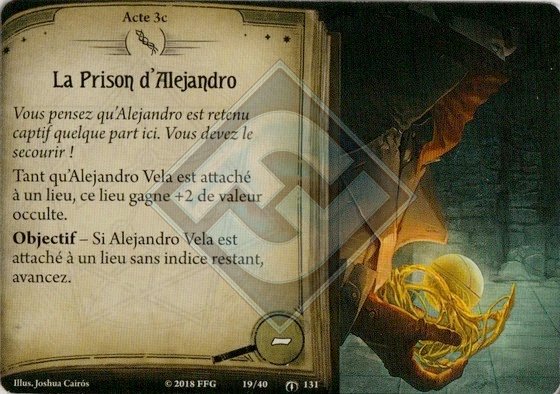 Acte 3c
La Prison d'Alejandro
Vous pensez qu'Alejandro est retenu
captif quelque part ici. Vous devez le
secourir !
Tant qu'Alejandro Vela est attaché
à un lieu, ce lieu gagne +2 de valeur
occulte.
Objectif – Si Alejandro Vela est
attaché à un lieu sans indice restant,
avancez.
–
Illus. Joshua Cairós © 2018 FFG 19/40 131